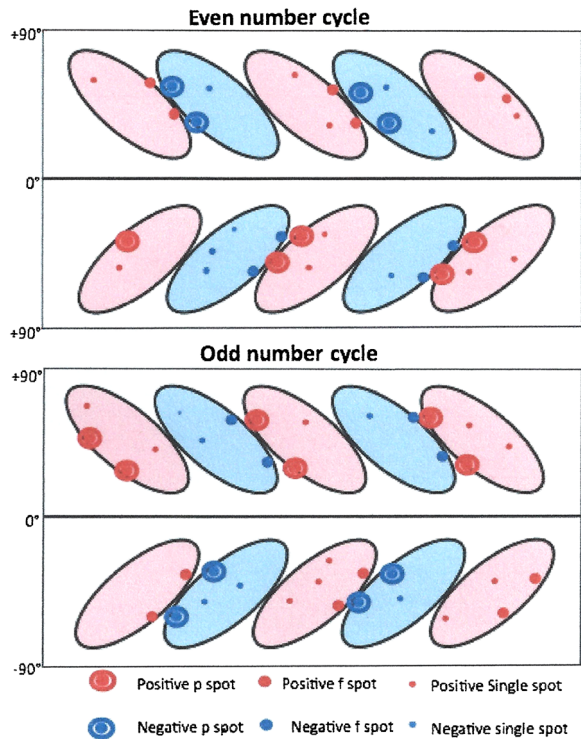 Even number cycle
+90°
0°
+90°
Odd number cycle
+90°
0°
-90°
Positive p spot Positive f spot Positive Single spot
Negative p spot Negative f spot Negative single spot